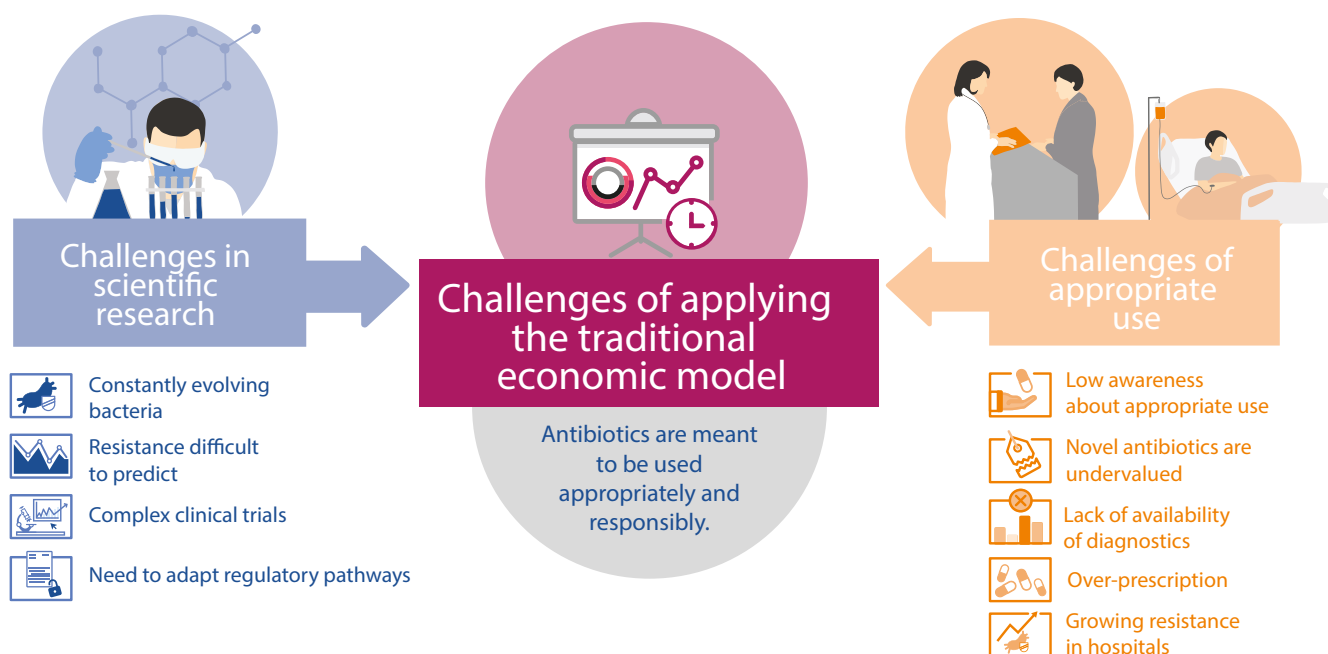 Challenges in
scientific
research
Constantly evolving
bacteria
Resistance difficult
to predict
Complex clinical trials
Need to adapt regulatory pathways
Challenges of applying
the traditional
economic model
Antibiotics are meant
to be used
appropriately and
responsibly.
Challenges of
appropriate
use
Low awareness
about appropriate use
Novel antibiotics are
undervalued
Lack of availability
of diagnostics
Over-prescription
Growing resistance
in hospitals